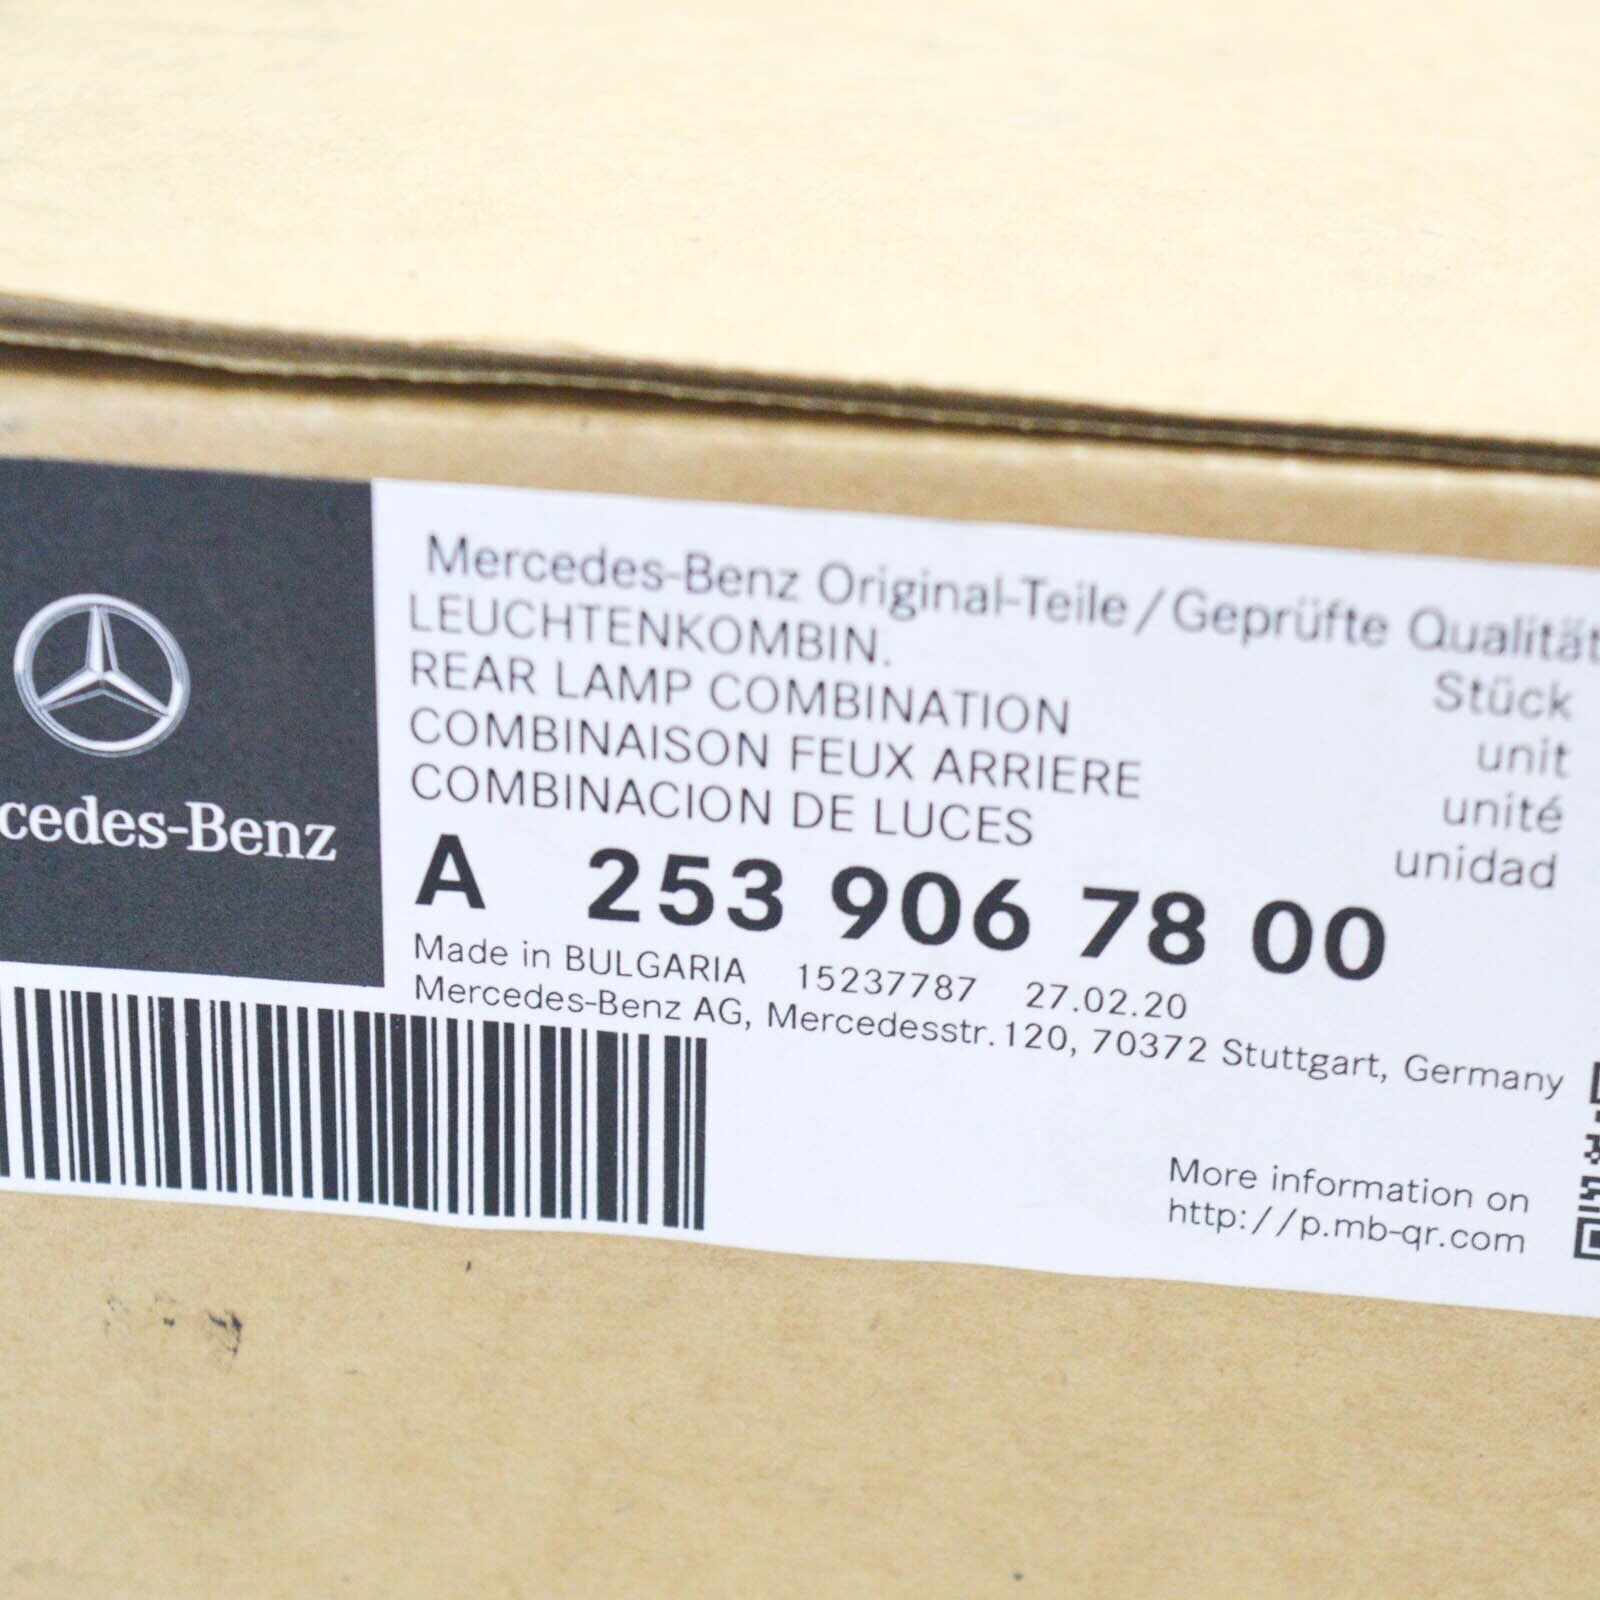 Mercedes-Benz Original-Teile/Geprüfte Qualität
LEUCHTENKOMBIN.
REAR LAMP COMBINATION
COMBINAISON FEUX ARRIERE
COMBINACION DE LUCES
Stück
unit
unité
unidad
cedes-Benz
A 253 906 78 00
Made in BULGARIA 15237787 27.02.20
Mercedes-Benz AG, Mercedesstr.120, 70372 Stuttgart, Germany
More information on
http://p.mb-qr.com